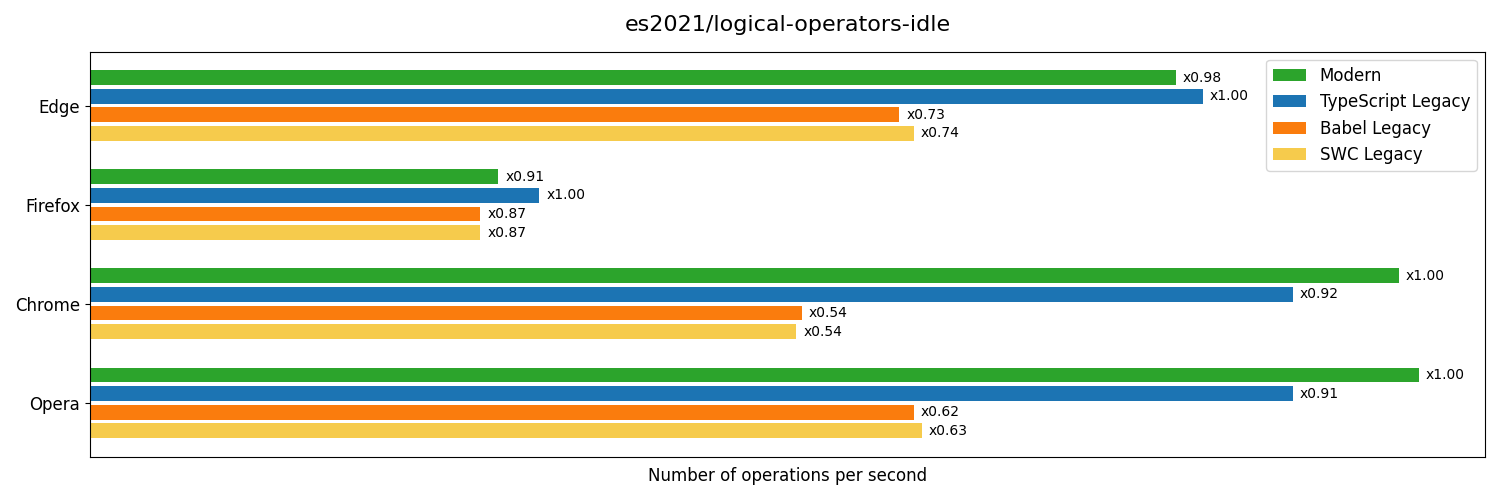 es2021/logical-operators-idle
Modern
TypeScript Legacy
Babel Legacy
SWC Legacy
Edge
x0.98
x1.00
x0.73
x0.74
Firefox
x0.91
x1.00
x0.87
x0.87
Chrome
x1.00
x0.92
x0.54
x0.54
Opera
x1.00
x0.91
x0.62
x0.63
Number of operations per second